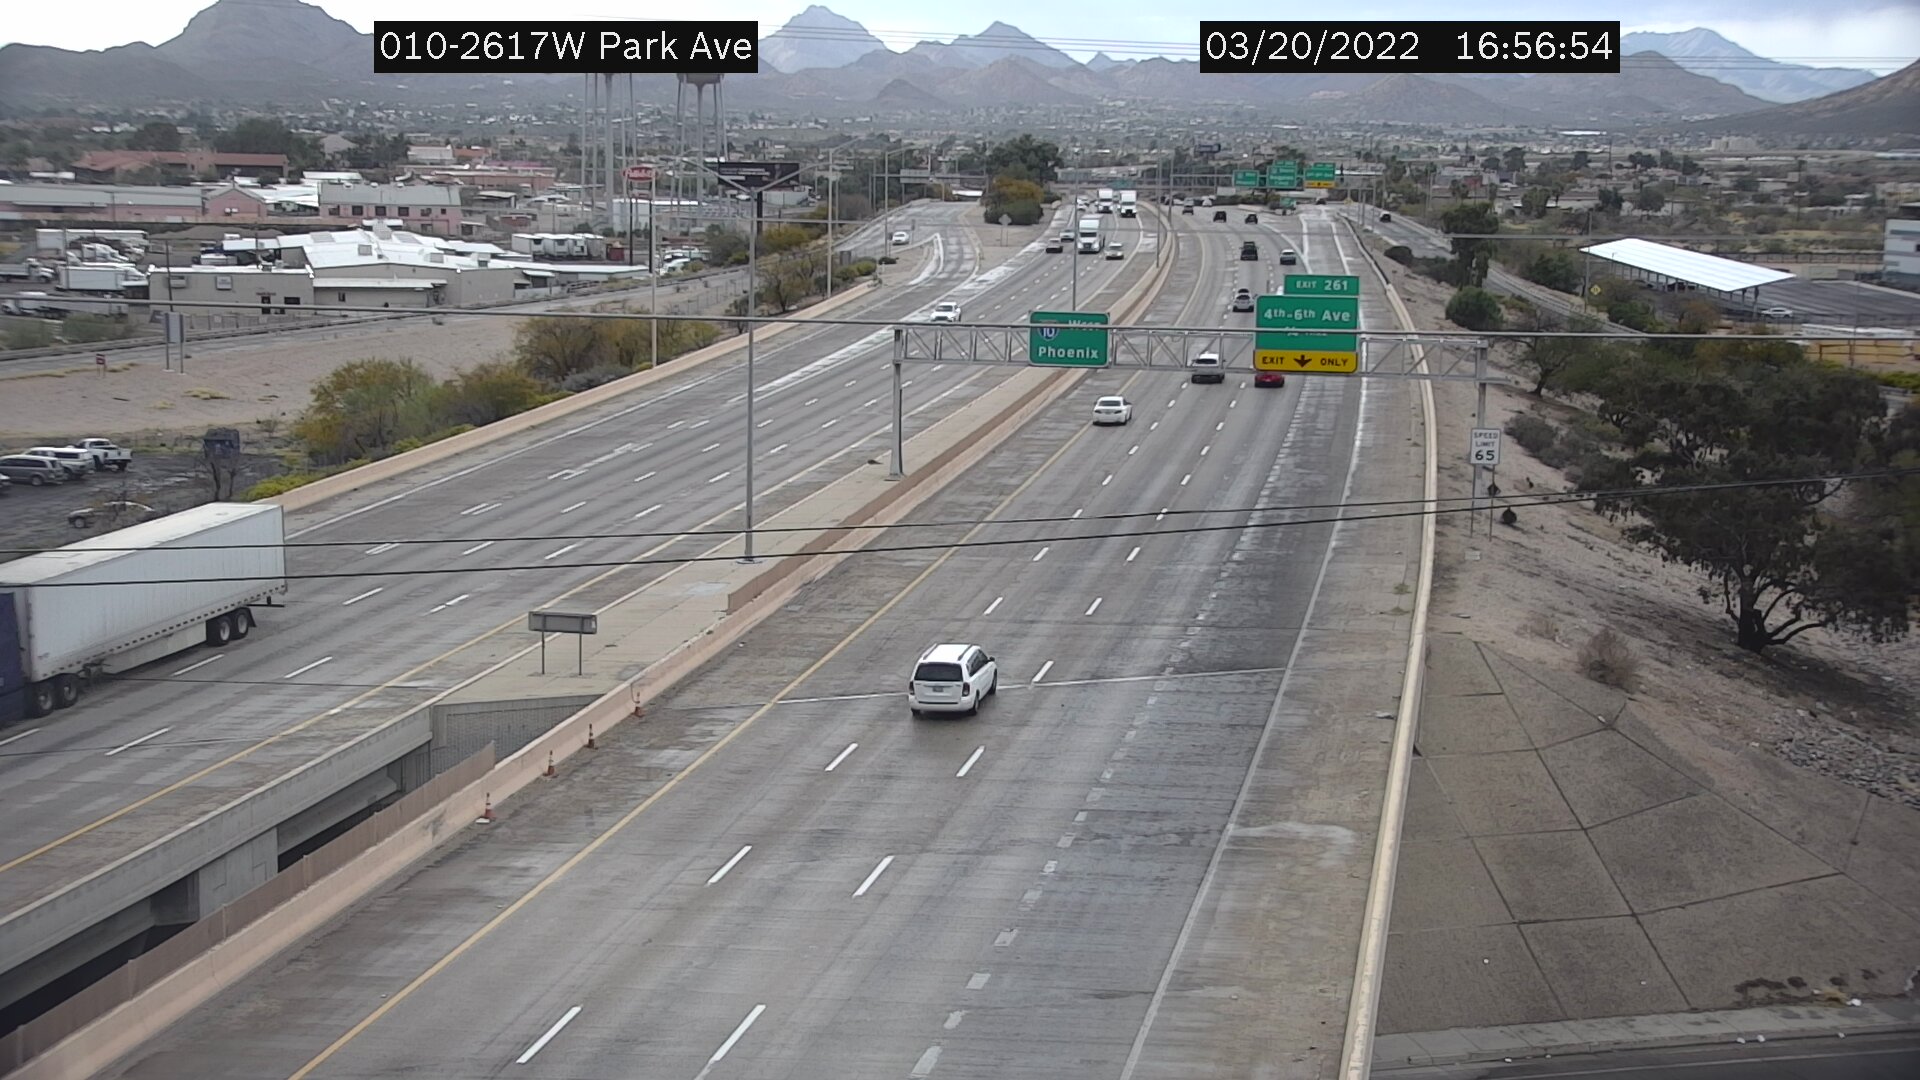 010-2617W Park Ave
03/20/2022 16:56:54
EXIT 261
4th-6th Ave
EXIT ONLY
10 West
Phoenix
SPEED
LIMIT
65